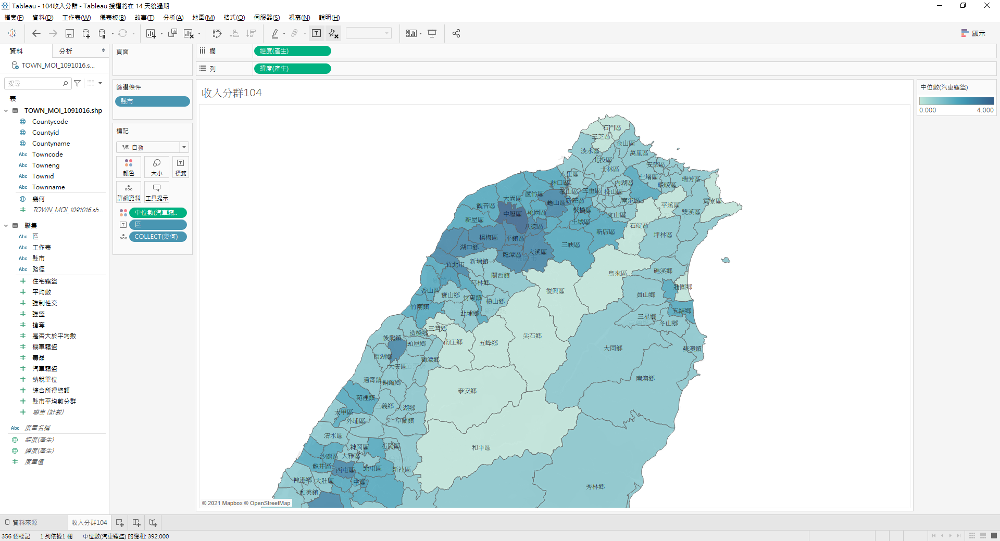 Tableau - 104收入分群 - Tableau 授權將在 14 天後過期
檔案(F) 資料(D) 工作表(W) 儀表板(B) 故事(T) 分析(A) 地圖(M) 格式(O) 伺服器(S) 視窗(N) 說明(H)
顯示
資料 分析
TOWN_MOI_1091016.s...
搜尋
表
TOWN_MOI_1091016.shp
Countycode
Countyid
Countyname
Abc Towncode
Abc Towneng
Abc Townid
Abc Townname
幾何
TOWN_MOI_1091016.sh...
聯集
Abc 區
Abc 工作表
Abc 縣市
Abc 路徑
住宅竊盜
平均數
強制性交
強盜
搶奪
是否大於平均數
機車竊盜
毒品
汽車竊盜
納稅單位
綜合所得總額
縣市平均數分群
聯集 (計數)
Abc 度量名稱
經度(產生)
緯度(產生)
度量值
頁面
篩選條件
縣市
標記
自動
顏色 大小 標籤
詳細資料 工具提示
中位數(汽車竊..
區
COLLECT(幾何)
欄 經度(產生)
列 緯度(產生)
收入分群104
石門區
三芝區
金山區
淡水區
萬里區
北投區
安樂區
士林區
八里區
七堵區
瑞芳區
林口區
內湖區
暖暖區
蘆竹區
泰山區
三重區
松山區
大園區
龜山區
新莊區
南港區
貢寮區
觀音區
平溪區
中壢區
桃園區
板橋區
文山區
雙溪區
新屋區
土城區
八德區
石碇區
新店區
坪林區
楊梅區
平鎮區
三峽區
湖口鄉
龍潭區
大溪區
竹北市
新埔鎮
烏來區
礁溪鄉
關西鎮
芎林鄉
壯圍鄉
香山區
復興區
寶山鄉
竹東鎮
員山鄉
橫山鄉
竹南鎮
五結鄉
北埔鄉
三星鄉
冬山鄉
三灣鄉
造橋鄉
尖石鄉
後龍鎮
頭屋鄉
南庄鄉
五峰鄉
大同鄉
蘇澳鎮
西湖鄉
獅潭鄉
大安區
南澳鄉
通霄鎮
銅鑼鄉
泰安鄉
苑裡鎮
三義鄉
大湖鄉
大甲區
外埔區
卓蘭鎮
清水區
神岡區
石岡區
和平區
沙鹿區
大雅區
龍井區
西屯區
北屯區
新社區
伸港鄉
大肚區
中區
和美鎮
秀林鄉
© 2021 Mapbox © OpenStreetMap
中位數(汽車竊盜)
0.000 4.000
資料來源 收入分群104
356 個標記 1 列依據1 欄 中位數(汽車竊盜) 的總和: 392.000